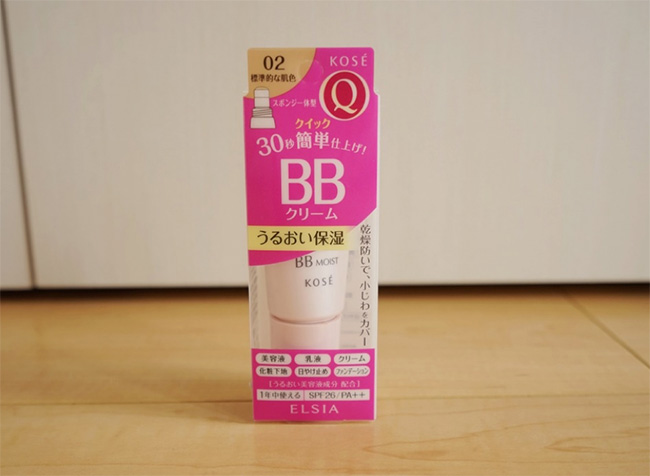 02
標準的な肌色
KOSÉ
Q
スポンジ一体型
クイック
30秒簡単仕上げ!
BB
クリーム
うるおい保湿
乾燥防いで、小じわもカバー
BB MOIST
KOSÉ
美容液 乳液 クリーム
化粧下地 日やけ止め ファンデーション
[うるおい美容液成分 配合]
1年中使える SPF26/PA++
ELSIA